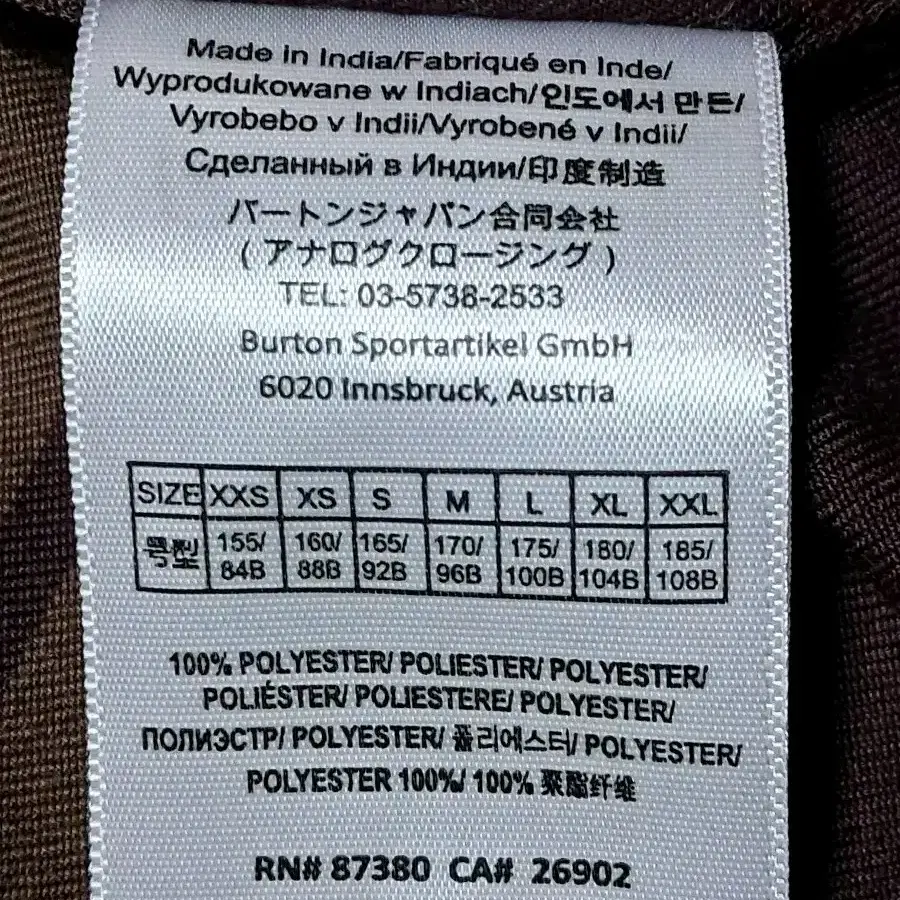 Made in India/Fabriqué en Inde/
Wyprodukowane w Indiach/인도에서 만든/
Vyrobebo v Indii/Vyrobené v Indii/
Сделанный в Индии/印度制造
バートンジャパン合同会社
(アナログクロージング)
TEL: 03-5738-2533
Burton Sportartikel GmbH
6020 Innsbruck, Austria
SIZE XXS XS S M L XL XXL
号型 155/84B 160/88B 165/92B 170/96B 175/100B 180/104B 185/108B
100% POLYESTER/ POLIESTER/ POLYESTER/
POLIÉSTER/ POLIESTERE/ POLYESTER/
ПОЛИЭСТР/ POLYESTER/ 폴리에스터/ POLYESTER/
POLYESTER 100%/ 100% 聚酯纤维
RN# 87380 CA# 26902